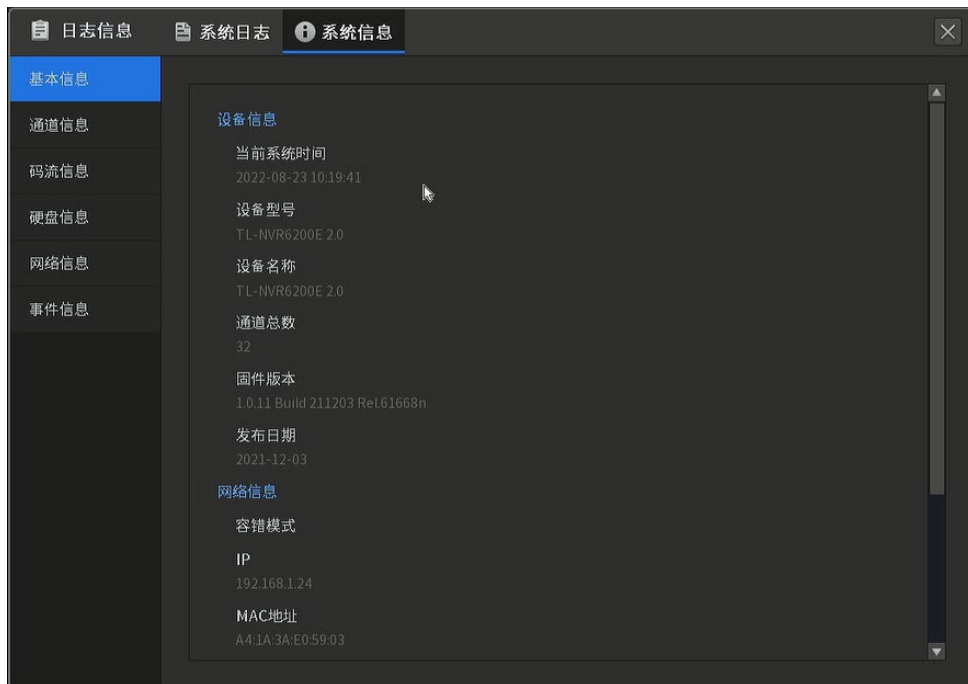 日志信息
系统日志
系统信息
基本信息
通道信息
码流信息
硬盘信息
网络信息
事件信息
设备信息
当前系统时间
2022-08-23 10:19:41
设备型号
TL-NVR6200E 2.0
设备名称
TL-NVR6200E 2.0
通道总数
32
固件版本
1.0.11 Build 211203 Rel.61668n
发布日期
2021-12-03
网络信息
容错模式
IP
192.168.1.24
MAC地址
A4:1A:3A:E0:59:03